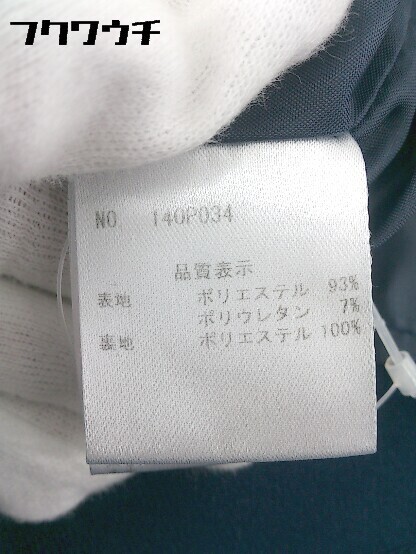 フクワウチ
NO. 140P034
品質表示
表地 ポリエステル 93%
ポリウレタン 7%
裏地 ポリエステル 100%